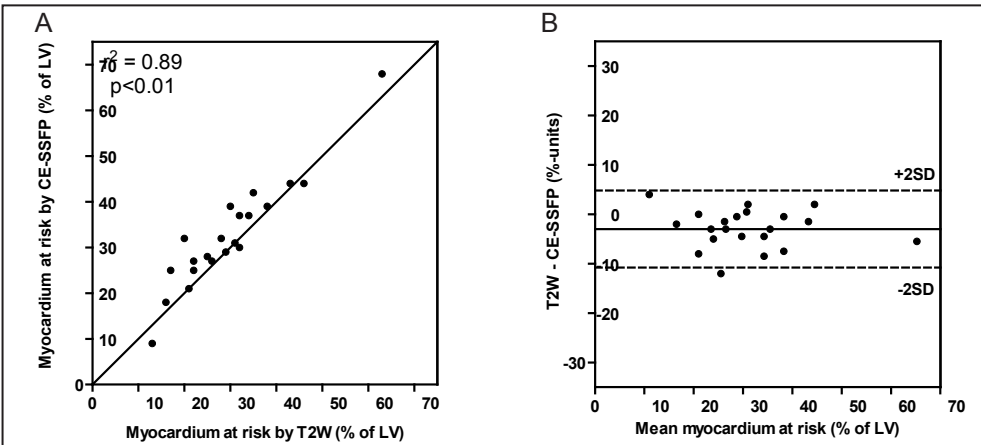 A
Myocardium at risk by CE-SSFP (% of LV)
r² = 0.89
p<0.01
70
60
50
40
30
20
10
0
0 10 20 30 40 50 60 70
Myocardium at risk by T2W (% of LV)
B
T2W - CE-SSFP (%-units)
30
20
10
0
-10
-20
-30
+2SD
-2SD
0 10 20 30 40 50 60 70
Mean myocardium at risk (% of LV)